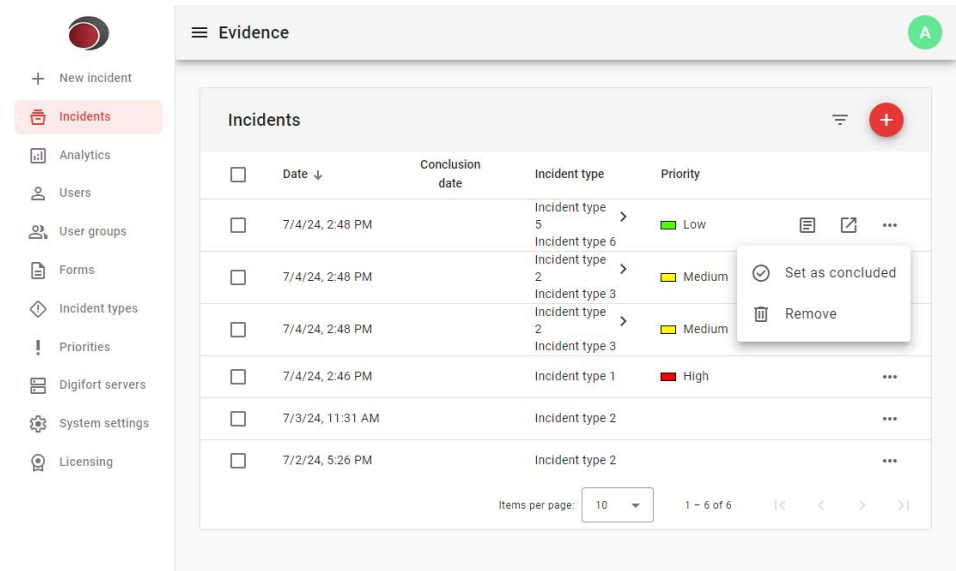 Evidence
A
New incident
Incidents
Analytics
Users
User groups
Forms
Incident types
Priorities
Digifort servers
System settings
Licensing
Incidents
Date
Conclusion
date
Incident type
Priority
7/4/24, 2:48 PM
Incident type
5
Incident type 6
Low
7/4/24, 2:48 PM
Incident type
2
Incident type 3
Medium
7/4/24, 2:48 PM
Incident type
2
Incident type 3
Medium
Set as concluded
Remove
7/4/24, 2:46 PM
Incident type 1
High
7/3/24, 11:31 AM
Incident type 2
7/2/24, 5:26 PM
Incident type 2
Items per page:
10
1 – 6 of 6